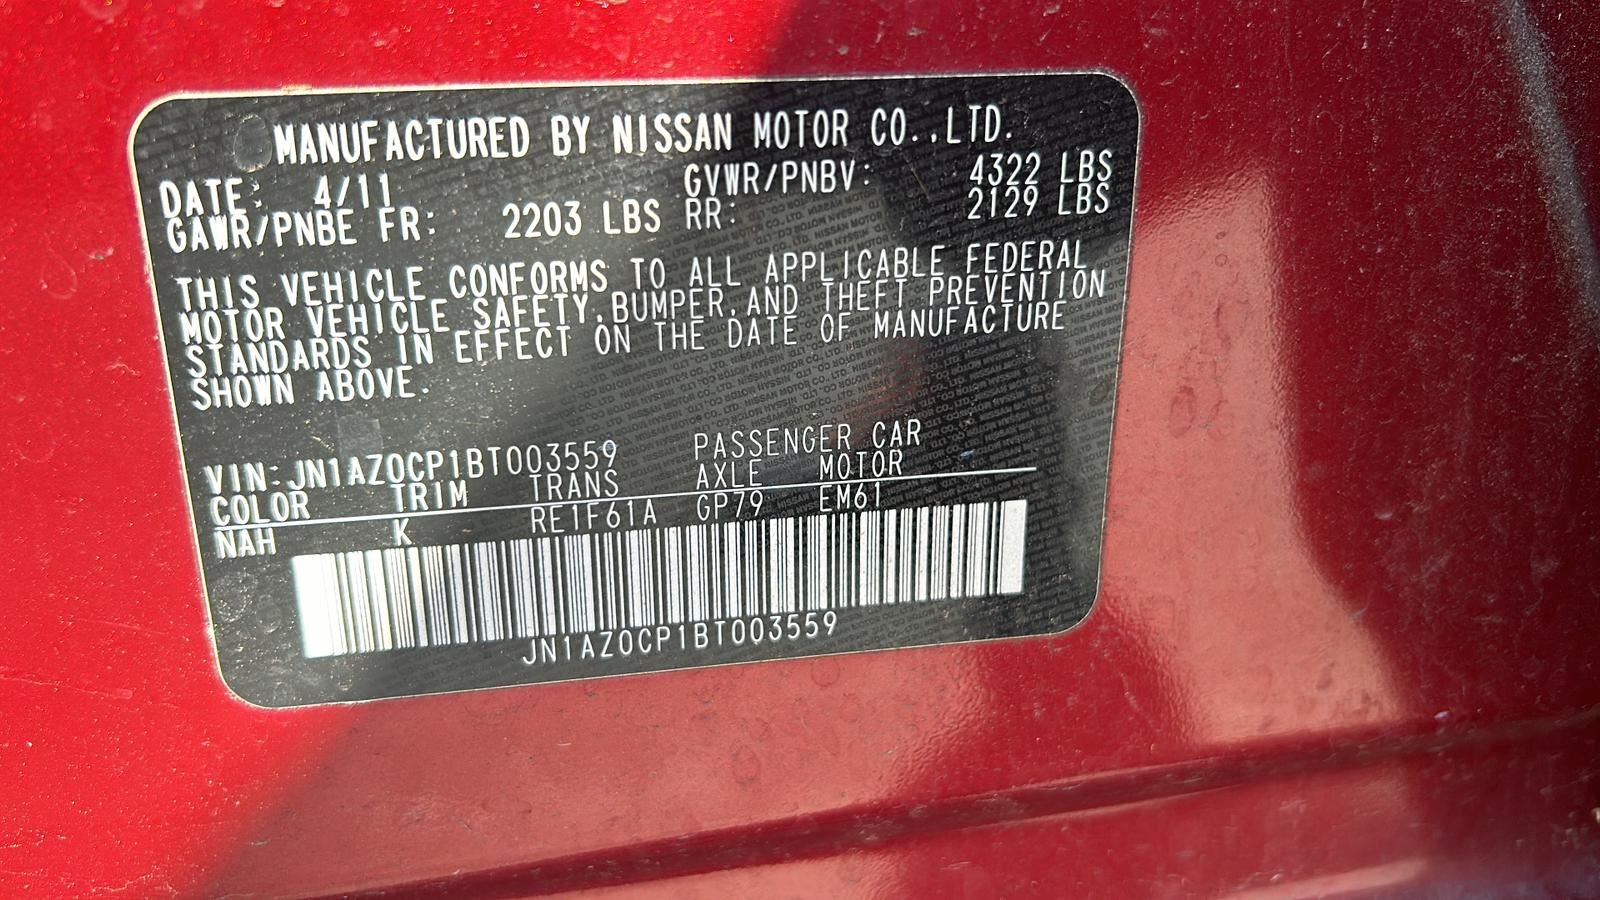 MANUFACTURED BY NISSAN MOTOR CO.,LTD.
DATE: 4/11 GVWR/PNBV: 4322 LBS
GAWR/PNBE FR: 2203 LBS RR: 2129 LBS
THIS VEHICLE CONFORMS TO ALL APPLICABLE FEDERAL
MOTOR VEHICLE SAFETY,BUMPER,AND THEFT PREVENTION
STANDARDS IN EFFECT ON THE DATE OF MANUFACTURE
SHOWN ABOVE.
VIN:JN1AZ0CP1BT003559 PASSENGER CAR
COLOR TRIM TRANS AXLE MOTOR
NAH K RE1F61A GP79 EM61
JN1AZ0CP1BT003559